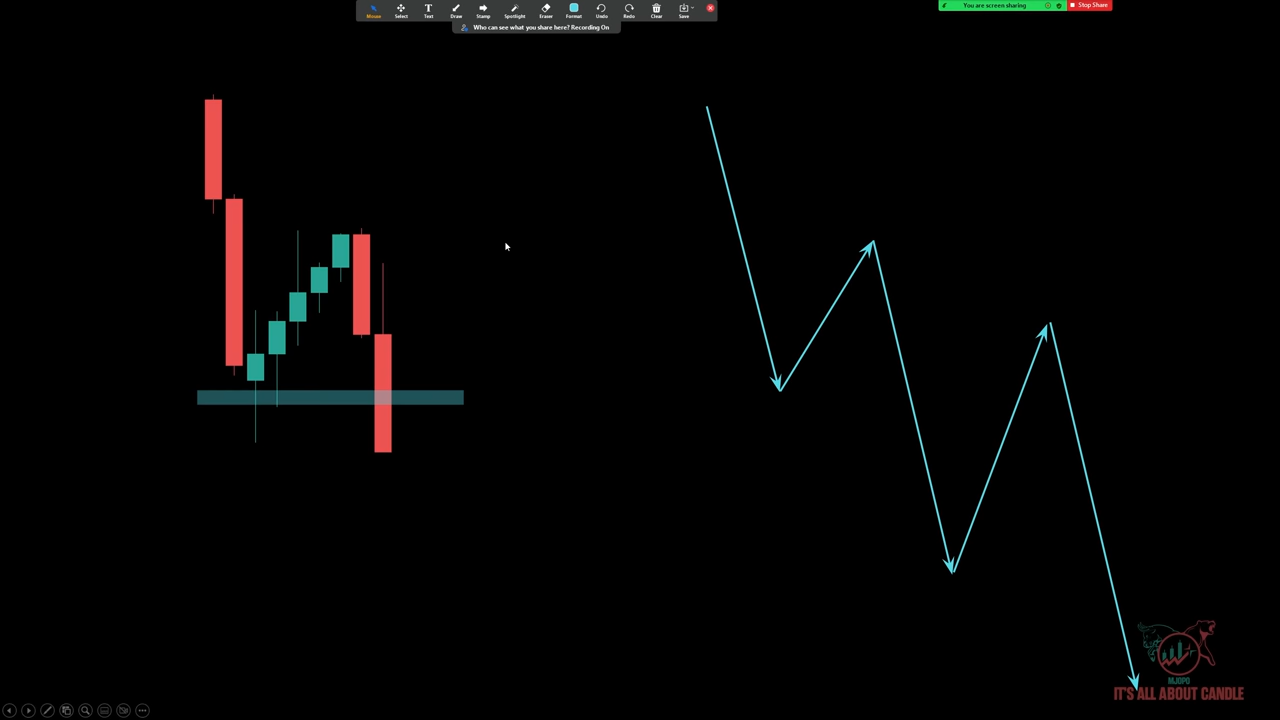 Mouse Select Text Draw Stamp Spotlight Eraser Format Undo Redo Clear Save
You are screen sharing Stop Share
Who can see what you share here? Recording On
MJOPO
IT'S ALL ABOUT CANDLE